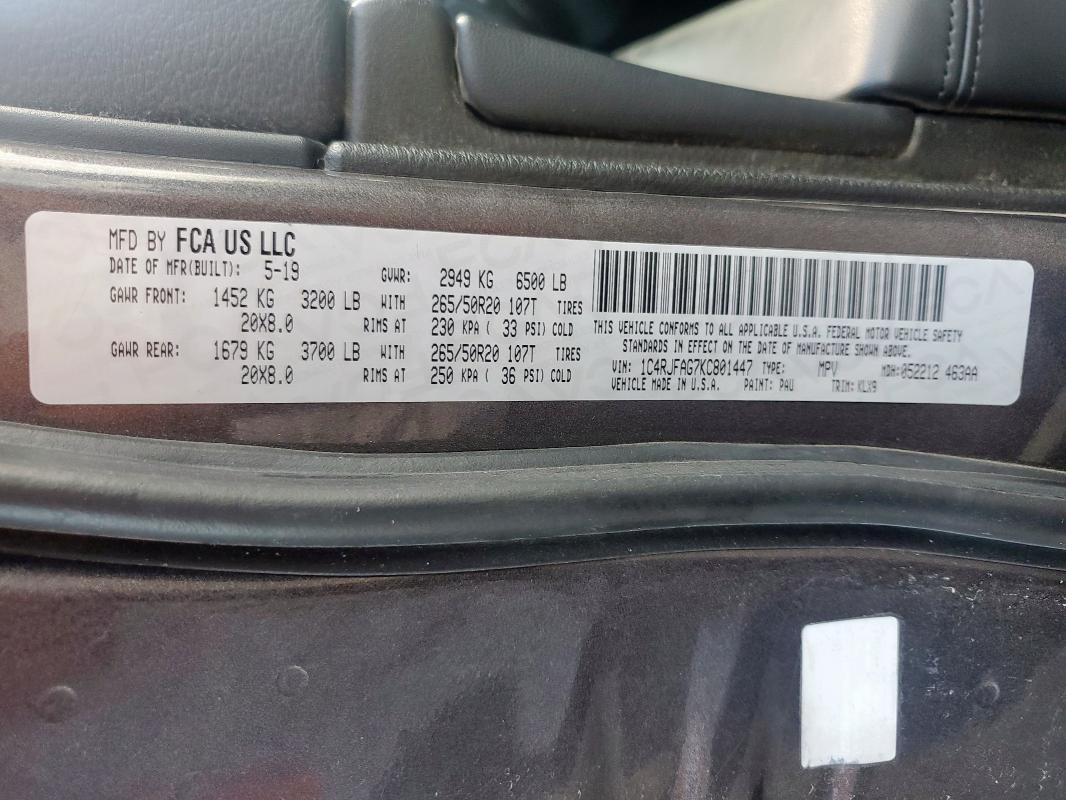 MFD BY FCA US LLC
DATE OF MFR(BUILT): 5-19 GVWR: 2949 KG 6500 LB
GAWR FRONT: 1452 KG 3200 LB WITH 265/50R20 107T TIRES
20X8.0 RIMS AT 230 KPA ( 33 PSI) COLD
GAWR REAR: 1679 KG 3700 LB WITH 265/50R20 107T TIRES
20X8.0 RIMS AT 250 KPA ( 36 PSI) COLD
THIS VEHICLE CONFORMS TO ALL APPLICABLE U.S.A. FEDERAL MOTOR VEHICLE SAFETY
STANDARDS IN EFFECT ON THE DATE OF MANUFACTURE SHOWN ABOVE.
VIN: 1C4RJFAG7KC801447 TYPE: MPV MDH:052212 463AA
VEHICLE MADE IN U.S.A. PAINT: PAU TRIM: KLX9